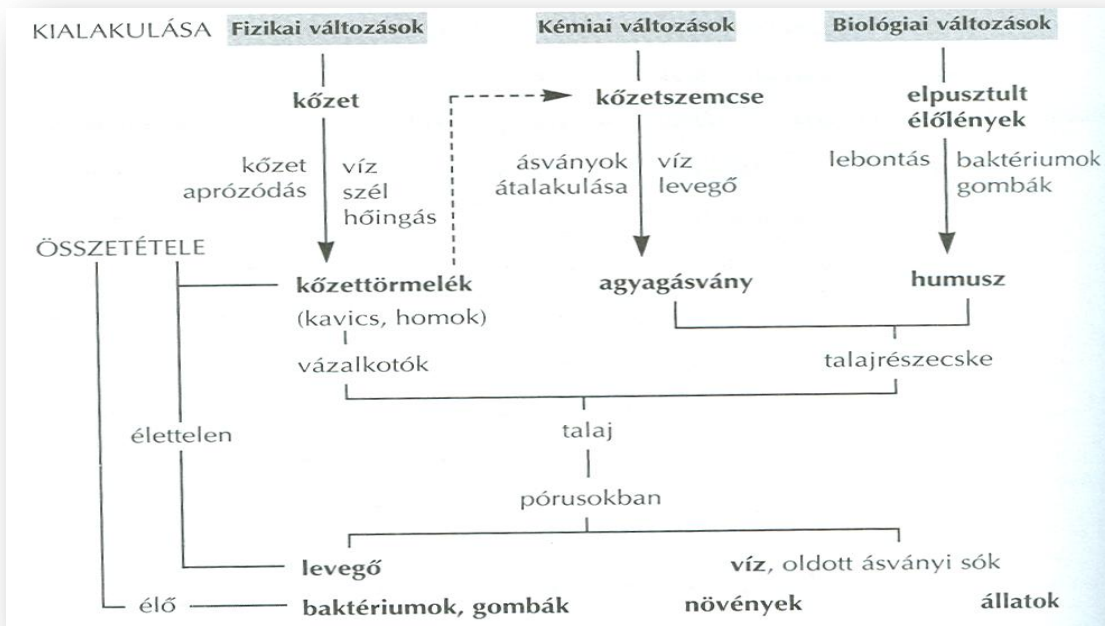 KIALAKULÁSA Fizikai változások Kémiai változások Biológiai változások
kőzet kőzetszemcse elpusztult
élőlények
kőzet víz ásványok víz lebontás baktériumok
aprózódás szél átalakulása levegő gombák
hőingás
ÖSSZETÉTELE
kőzettörmelék agyagásvány humusz
(kavics, homok)
vázalkotók talajrészecske
élettelen talaj
pórusokban
levegő víz, oldott ásványi sók
élő baktériumok, gombák növények állatok